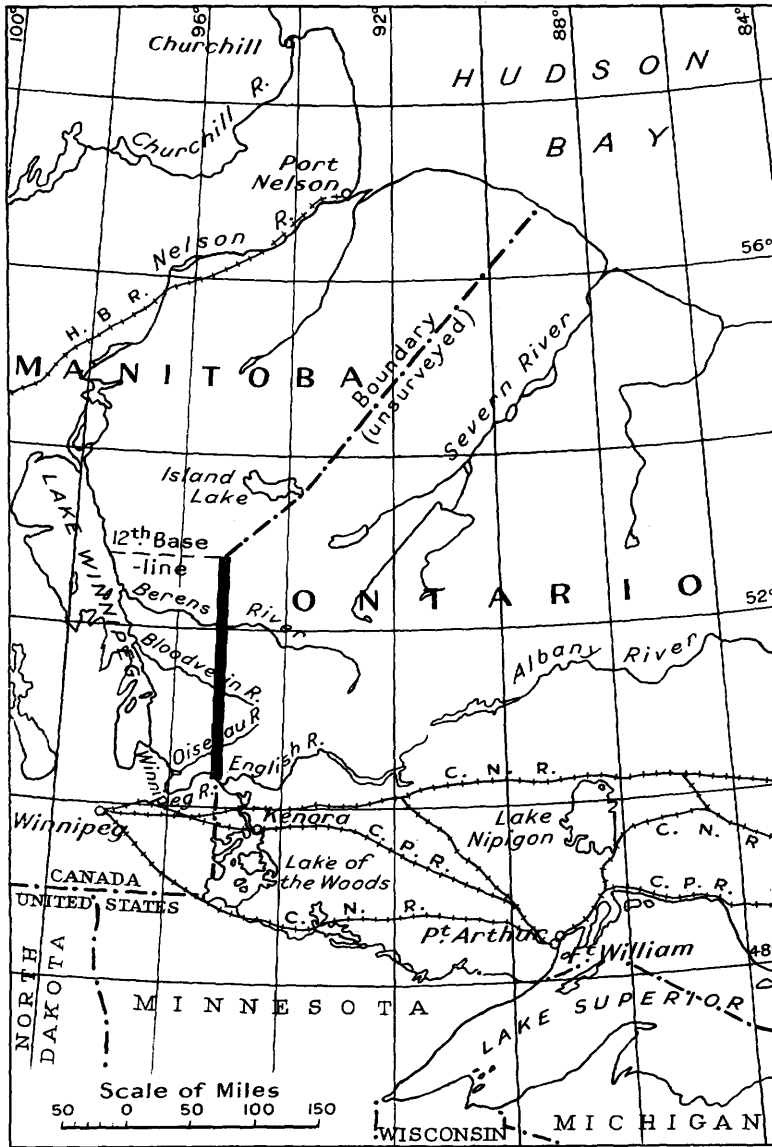 100°
96°
92°
88°
84°
Churchill
HUDSON
BAY
Churchill R.
Port
Nelson
Nelson R.
56°
H. B. R.
MANITOBA
Boundary
(unsurveyed)
Severn River
Island
Lake
LAKE WINNIPEG
12th Base
-line
Berens River
ONTARIO
52°
Bloodvein R.
Albany River
Oiseau R.
Winnipeg R.
English R.
C. N. R.
Winnipeg
Kenora
C. P. R.
Lake
Nipigon
C. N. R
Lake of
the Woods
CANADA
UNITED STATES
C. P. R.
C. N. R.
Pt. Arthur
Ft. William
48°
NORTH
DAKOTA
MINNESOTA
LAKE SUPERIOR
Scale of Miles
50 0 50 100 150
WISCONSIN
MICHIGAN